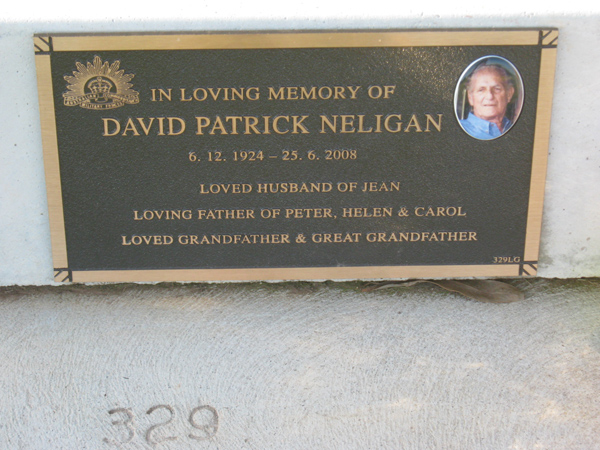 IN LOVING MEMORY OF
DAVID PATRICK NELIGAN
6. 12. 1924 – 25. 6. 2008
LOVED HUSBAND OF JEAN
LOVING FATHER OF PETER, HELEN & CAROL
LOVED GRANDFATHER & GREAT GRANDFATHER
329LG
329